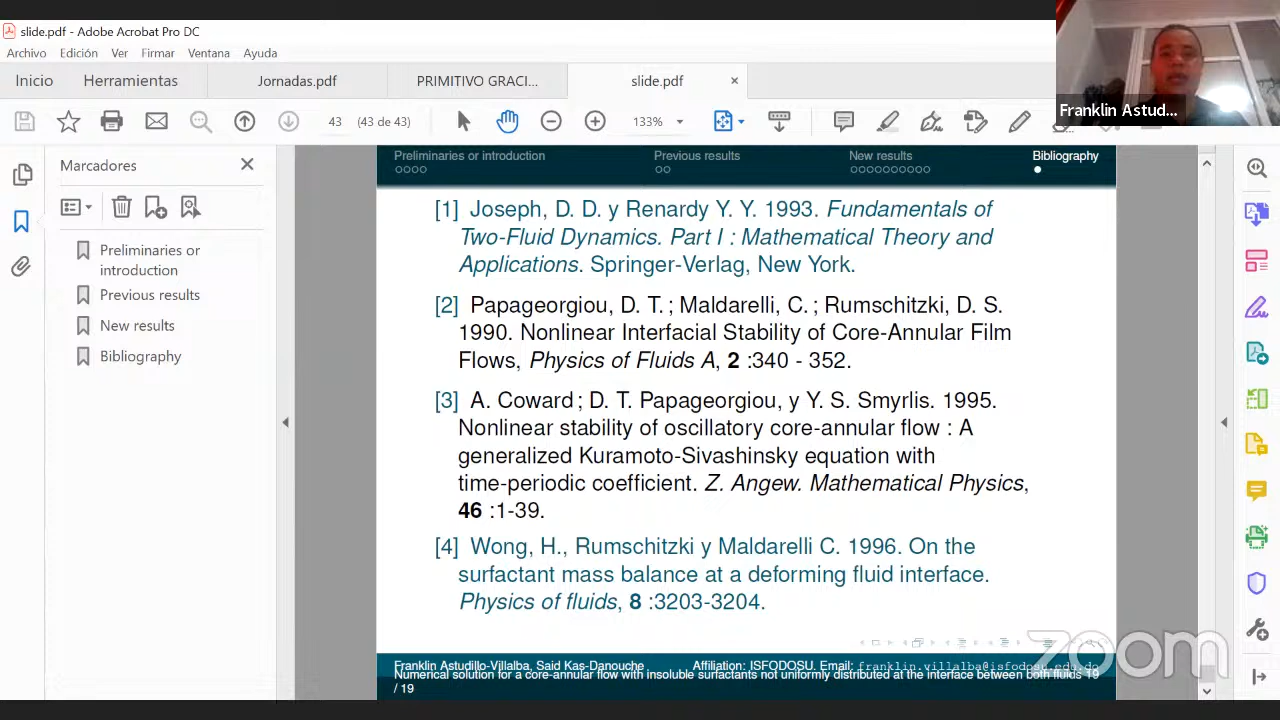 slide.pdf - Adobe Acrobat Pro DC
Archivo Edición Ver Firmar Ventana Ayuda
Inicio Herramientas Jornadas.pdf PRIMITIVO GRACI... slide.pdf ×
43 (43 de 43) 133%
Franklin Astud...
Marcadores
Preliminares or
introduction
Previous results
New results
Bibliography
Preliminaries or introduction Previous results New results Bibliography
[1] Joseph, D. D. y Renardy Y. Y. 1993. Fundamentals of
Two-Fluid Dynamics. Part I : Mathematical Theory and
Applications. Springer-Verlag, New York.
[2] Papageorgiou, D. T. ; Maldarelli, C. ; Rumschitzki, D. S.
1990. Nonlinear Interfacial Stability of Core-Annular Film
Flows, Physics of Fluids A, 2 :340 - 352.
[3] A. Coward ; D. T. Papageorgiou, y Y. S. Smyrlis. 1995.
Nonlinear stability of oscillatory core-annular flow : A
generalized Kuramoto-Sivashinsky equation with
time-periodic coefficient. Z. Angew. Mathematical Physics,
46 :1-39.
[4] Wong, H., Rumschitzki y Maldarelli C. 1996. On the
surfactant mass balance at a deforming fluid interface.
Physics of fluids, 8 :3203-3204.
Franklin Astudillo-Villalba, Said Kas-Danouche Affiliation: ISFODOSU. Email: franklin.villalba@isfodosu.edu.do
Numerical solution for a core-annular flow with insoluble surfactants not uniformly distributed at the interface between both fluids 19
/ 19
zoom